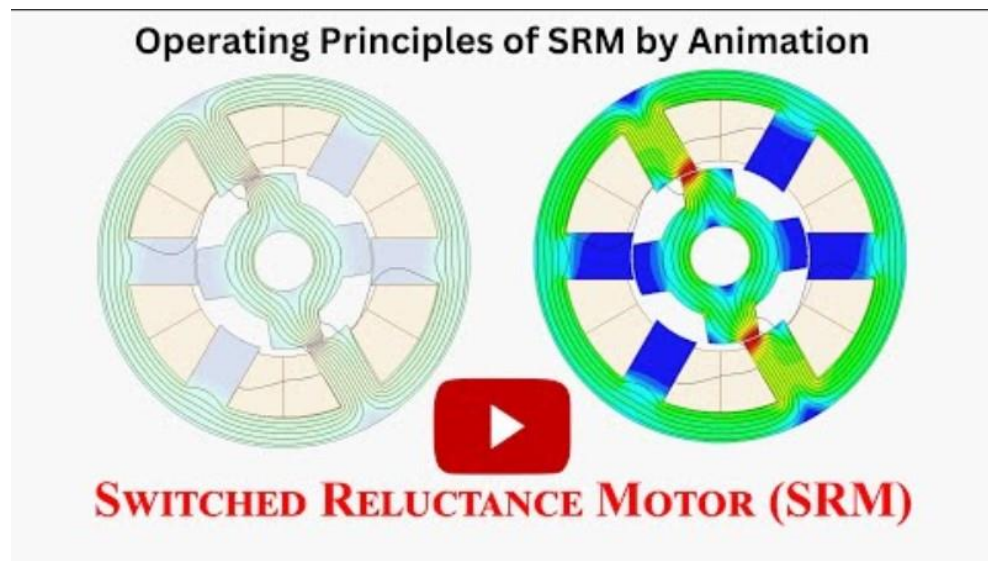 Operating Principles of SRM by Animation
Switched Reluctance Motor (SRM)